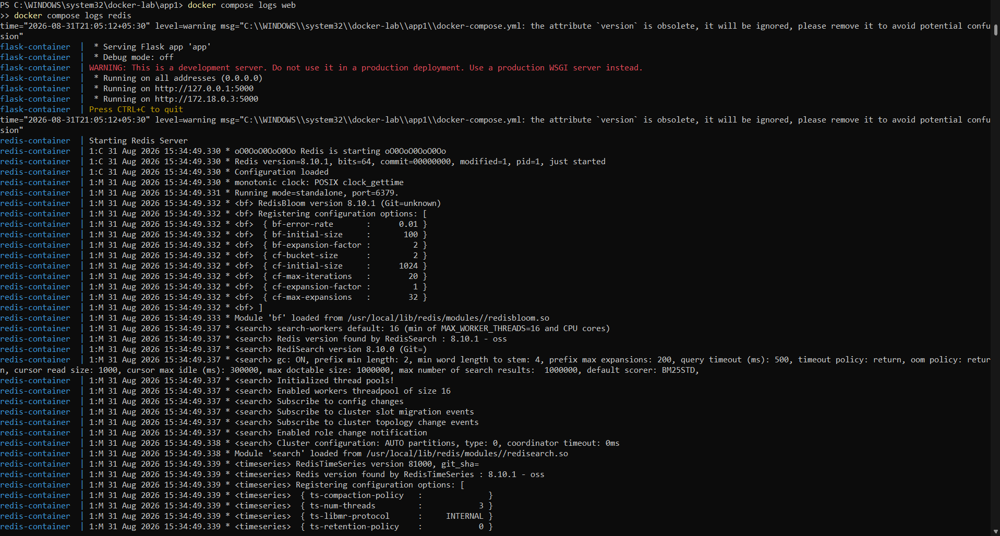 PS C:\WINDOWS\system32\docker-lab\app1> docker compose logs web
>> docker compose logs redis
time="2026-08-31T21:05:12+05:30" level=warning msg="C:\\WINDOWS\\system32\\docker-lab\\app1\\docker-compose.yml: the attribute `version` is obsolete, it will be ignored, please remove it to avoid potential confu
sion"
flask-container  |  * Serving Flask app 'app'
flask-container  |  * Debug mode: off
flask-container  | WARNING: This is a development server. Do not use it in a production deployment. Use a production WSGI server instead.
flask-container  |  * Running on all addresses (0.0.0.0)
flask-container  |  * Running on http://127.0.0.1:5000
flask-container  |  * Running on http://172.18.0.3:5000
flask-container  | Press CTRL+C to quit
time="2026-08-31T21:05:12+05:30" level=warning msg="C:\\WINDOWS\\system32\\docker-lab\\app1\\docker-compose.yml: the attribute `version` is obsolete, it will be ignored, please remove it to avoid potential confu
sion"
redis-container  | Starting Redis Server
redis-container  | 1:C 31 Aug 2026 15:34:49.330 * oO0OoO0OoO0Oo Redis is starting oO0OoO0OoO0Oo
redis-container  | 1:C 31 Aug 2026 15:34:49.330 * Redis version=8.10.1, bits=64, commit=00000000, modified=1, pid=1, just started
redis-container  | 1:C 31 Aug 2026 15:34:49.330 * Configuration loaded
redis-container  | 1:M 31 Aug 2026 15:34:49.330 * monotonic clock: POSIX clock_gettime
redis-container  | 1:M 31 Aug 2026 15:34:49.331 * Running mode=standalone, port=6379.
redis-container  | 1:M 31 Aug 2026 15:34:49.332 * <bf> RedisBloom version 8.10.1 (Git=unknown)
redis-container  | 1:M 31 Aug 2026 15:34:49.332 * <bf> Registering configuration options: [
redis-container  | 1:M 31 Aug 2026 15:34:49.332 * <bf>  { bf-error-rate       :      0.01 }
redis-container  | 1:M 31 Aug 2026 15:34:49.332 * <bf>  { bf-initial-size     :       100 }
redis-container  | 1:M 31 Aug 2026 15:34:49.332 * <bf>  { bf-expansion-factor :         2 }
redis-container  | 1:M 31 Aug 2026 15:34:49.332 * <bf>  { cf-bucket-size      :         2 }
redis-container  | 1:M 31 Aug 2026 15:34:49.332 * <bf>  { cf-initial-size     :      1024 }
redis-container  | 1:M 31 Aug 2026 15:34:49.332 * <bf>  { cf-max-iterations   :        20 }
redis-container  | 1:M 31 Aug 2026 15:34:49.332 * <bf>  { cf-expansion-factor :         1 }
redis-container  | 1:M 31 Aug 2026 15:34:49.332 * <bf>  { cf-max-expansions   :        32 }
redis-container  | 1:M 31 Aug 2026 15:34:49.332 * <bf> ]
redis-container  | 1:M 31 Aug 2026 15:34:49.333 * Module 'bf' loaded from /usr/local/lib/redis/modules//redisbloom.so
redis-container  | 1:M 31 Aug 2026 15:34:49.337 * <search> search-workers default: 16 (min of MAX_WORKER_THREADS=16 and CPU cores)
redis-container  | 1:M 31 Aug 2026 15:34:49.337 * <search> Redis version found by RedisSearch : 8.10.1 - oss
redis-container  | 1:M 31 Aug 2026 15:34:49.337 * <search> RediSearch version 8.10.0 (Git=)
redis-container  | 1:M 31 Aug 2026 15:34:49.337 * <search> gc: ON, prefix min length: 2, min word length to stem: 4, prefix max expansions: 200, query timeout (ms): 500, timeout policy: return, oom policy: retur
n, cursor read size: 1000, cursor max idle (ms): 300000, max doctable size: 1000000, max number of search results:  1000000, default scorer: BM25STD,
redis-container  | 1:M 31 Aug 2026 15:34:49.337 * <search> Initialized thread pools!
redis-container  | 1:M 31 Aug 2026 15:34:49.337 * <search> Enabled workers threadpool of size 16
redis-container  | 1:M 31 Aug 2026 15:34:49.337 * <search> Subscribe to config changes
redis-container  | 1:M 31 Aug 2026 15:34:49.337 * <search> Subscribe to cluster slot migration events
redis-container  | 1:M 31 Aug 2026 15:34:49.337 * <search> Subscribe to cluster topology change events
redis-container  | 1:M 31 Aug 2026 15:34:49.337 * <search> Enabled role change notification
redis-container  | 1:M 31 Aug 2026 15:34:49.338 * <search> Cluster configuration: AUTO partitions, type: 0, coordinator timeout: 0ms
redis-container  | 1:M 31 Aug 2026 15:34:49.338 * Module 'search' loaded from /usr/local/lib/redis/modules//redisearch.so
redis-container  | 1:M 31 Aug 2026 15:34:49.339 * <timeseries> RedisTimeSeries version 81000, git_sha=
redis-container  | 1:M 31 Aug 2026 15:34:49.339 * <timeseries> Redis version found by RedisTimeSeries : 8.10.1 - oss
redis-container  | 1:M 31 Aug 2026 15:34:49.339 * <timeseries> Registering configuration options: [
redis-container  | 1:M 31 Aug 2026 15:34:49.339 * <timeseries>  { ts-compaction-policy   :              }
redis-container  | 1:M 31 Aug 2026 15:34:49.339 * <timeseries>  { ts-num-threads         :            3 }
redis-container  | 1:M 31 Aug 2026 15:34:49.339 * <timeseries>  { ts-libmr-protocol      :     INTERNAL }
redis-container  | 1:M 31 Aug 2026 15:34:49.339 * <timeseries>  { ts-retention-policy    :            0 }